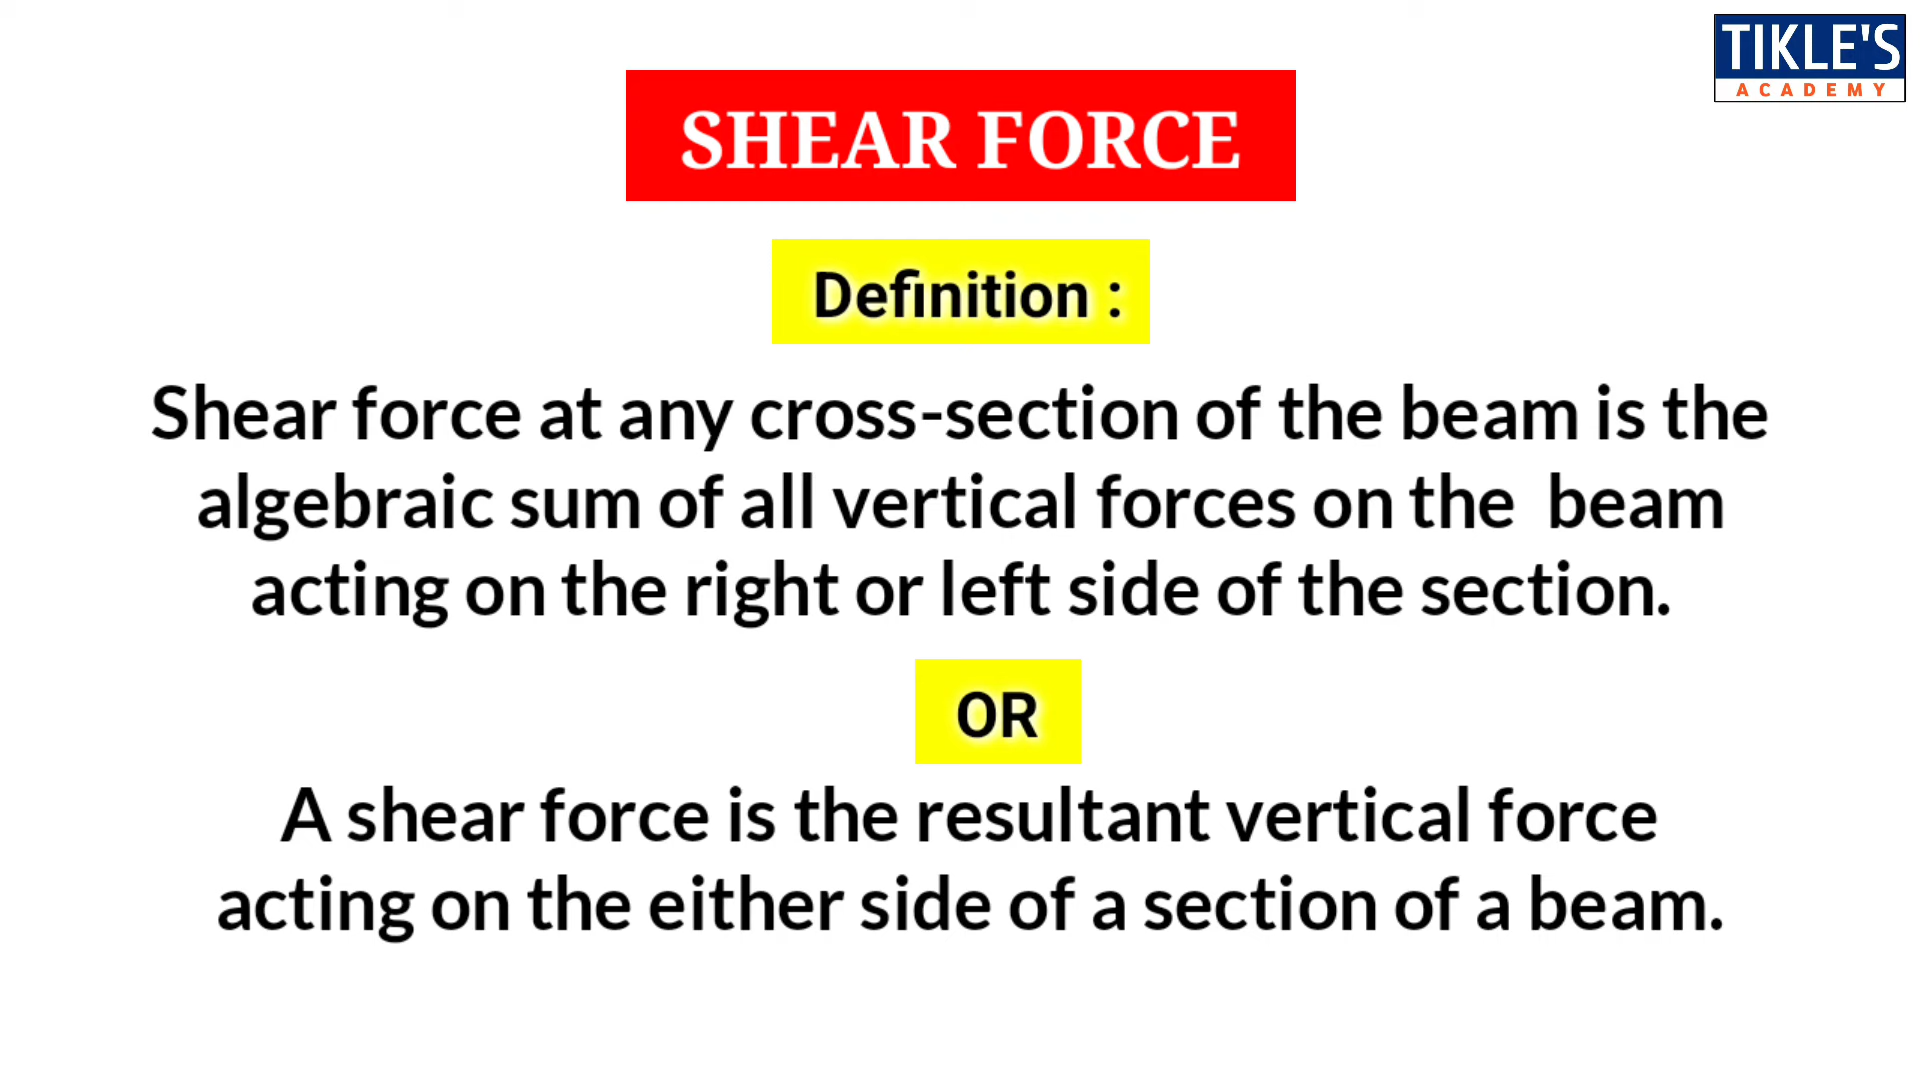 TIKLE'S
ACADEMY
SHEAR FORCE
Definition :
Shear force at any cross-section of the beam is the
algebraic sum of all vertical forces on the  beam
acting on the right or left side of the section.
OR
A shear force is the resultant vertical force
acting on the either side of a section of a beam.